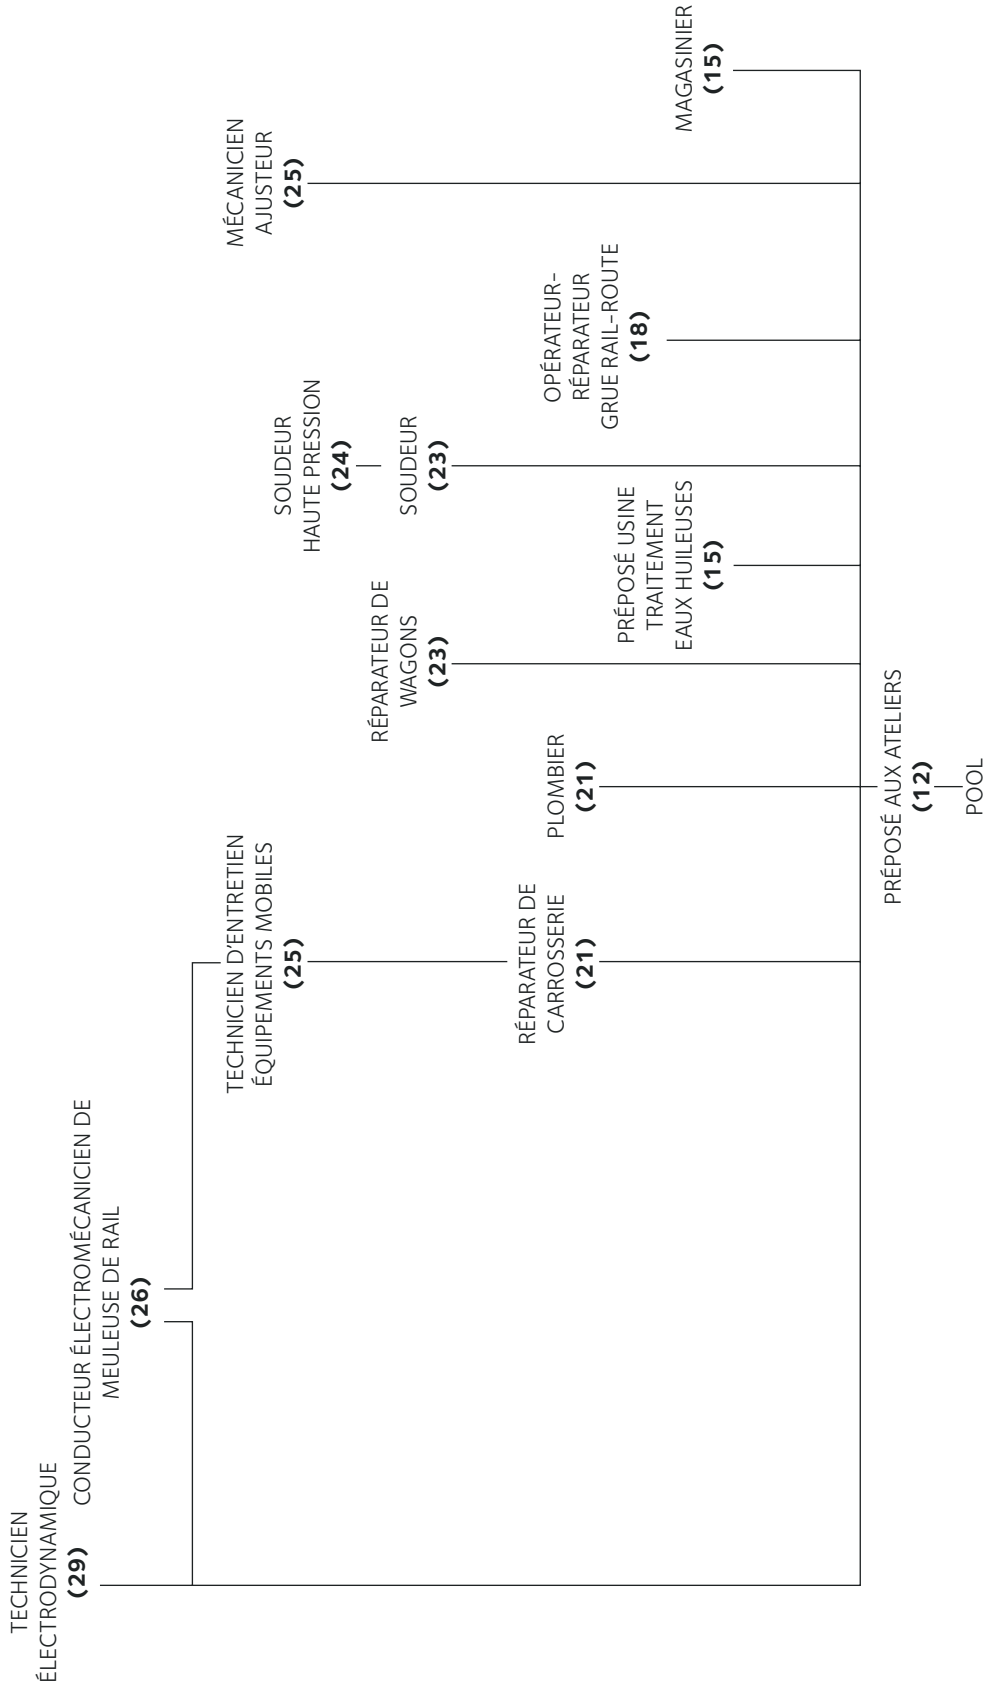 TECHNICIEN
ÉLECTRODYNAMIQUE
(29)
CONDUCTEUR ÉLECTROMÉCANICIEN DE
MEULEUSE DE RAIL
(26)
TECHNICIEN D'ENTRETIEN
ÉQUIPEMENTS MOBILES
(25)
RÉPARATEUR DE
CARROSSERIE
(21)
PLOMBIER
(21)
RÉPARATEUR DE
WAGONS
(23)
PRÉPOSÉ USINE
TRAITEMENT
EAUX HUILEUSES
(15)
SOUDEUR
HAUTE PRESSION
(24)
SOUDEUR
(23)
OPÉRATEUR-
RÉPARATEUR
GRUE RAIL-ROUTE
(18)
MÉCANICIEN
AJUSTEUR
(25)
MAGASINIER
(15)
PRÉPOSÉ AUX ATELIERS
(12)
POOL